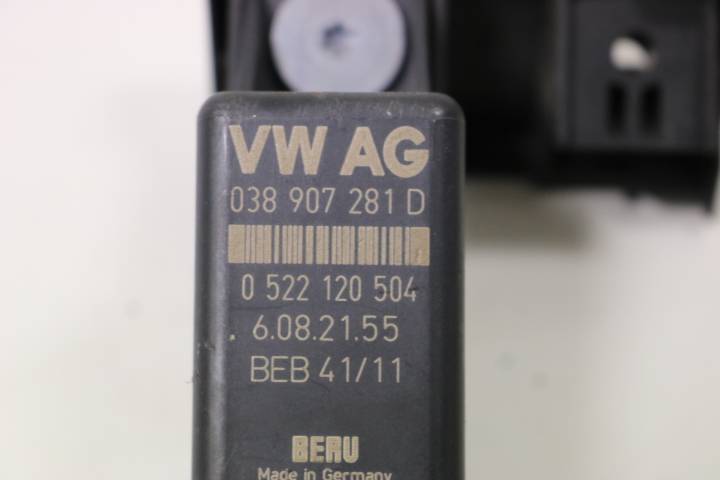 VW AG
038 907 281 D
0 522 120 504
. 6.08.21.55
BEB 41/11
BERU
Made in Germany